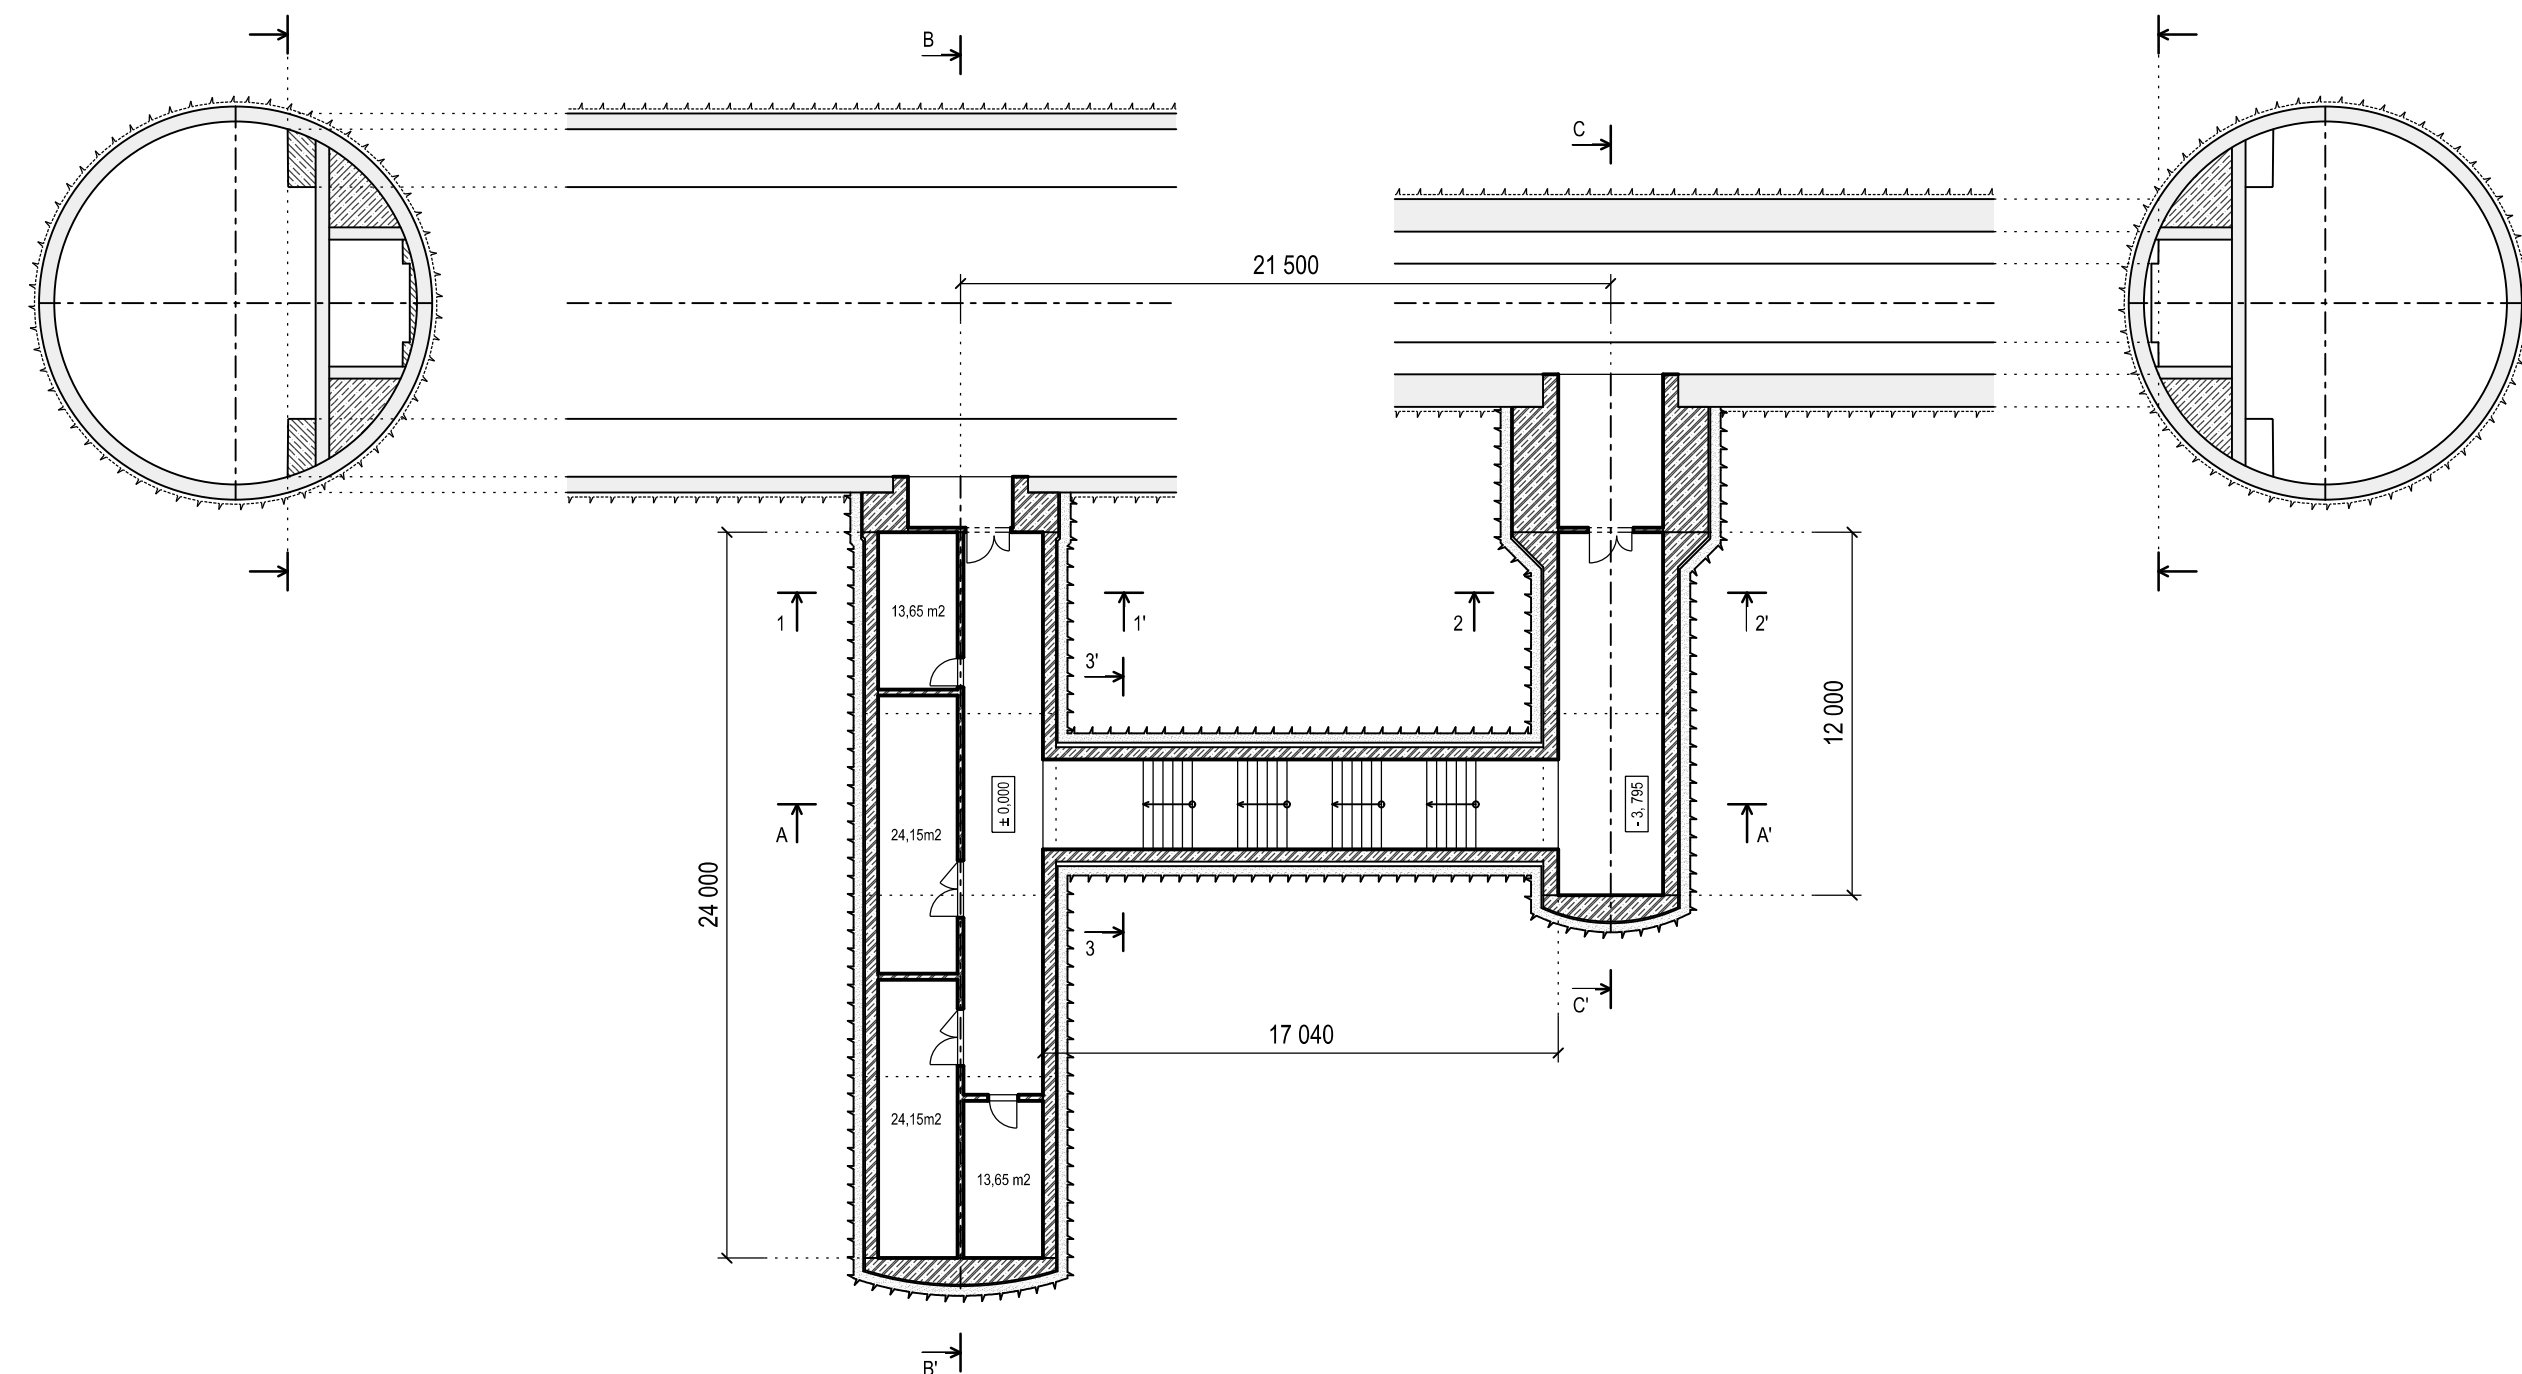 B
C
21 500
13,65 m2
1
1'
2
2'
3'
12 000
± 0,000
- 3, 795
A
24,15m2
A'
24 000
3
C'
17 040
24,15m2
13,65 m2
B'